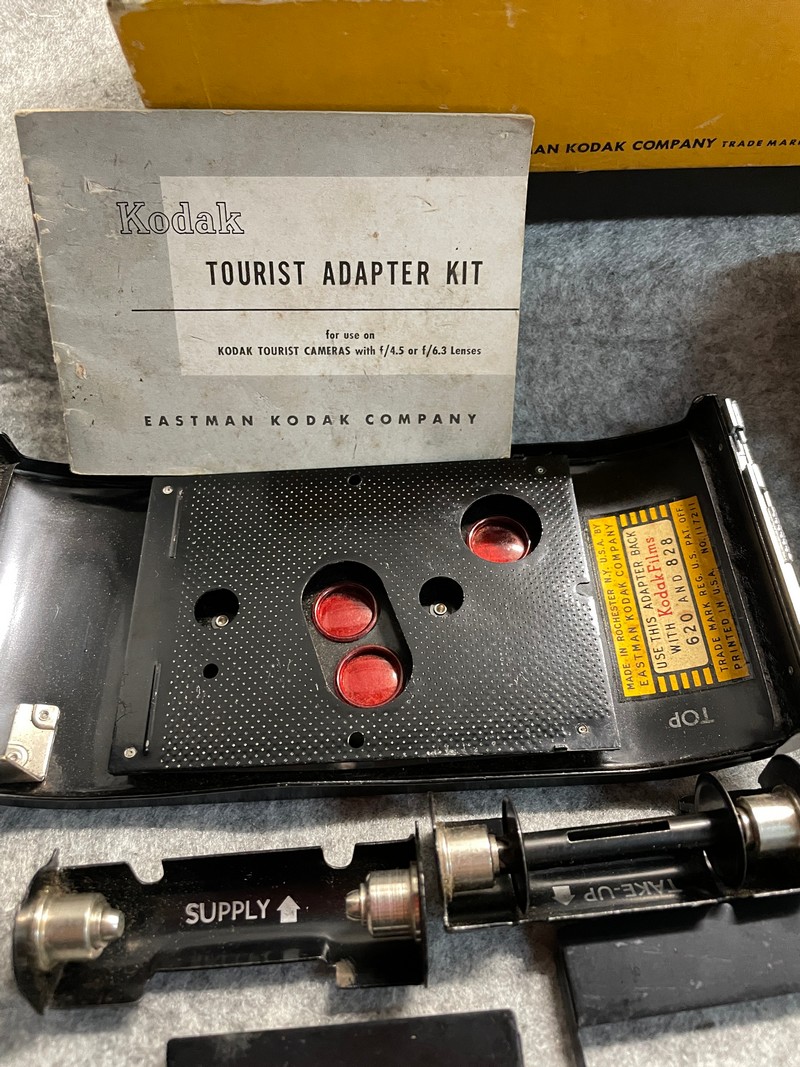 AN KODAK COMPANY TRADE MARK
Kodak
TOURIST ADAPTER KIT
for use on
KODAK TOURIST CAMERAS with f/4.5 or f/6.3 Lenses
EASTMAN KODAK COMPANY
MADE IN ROCHESTER, N.Y., U.S.A. BY
EASTMAN KODAK COMPANY
USE THIS ADAPTER BACK
WITH Kodak Films
620 AND 828
TRADE MARK REG. U.S. PAT. OFF.
PRINTED IN U.S.A. NO. 117211
TOP
SUPPLY
TAKE-UP